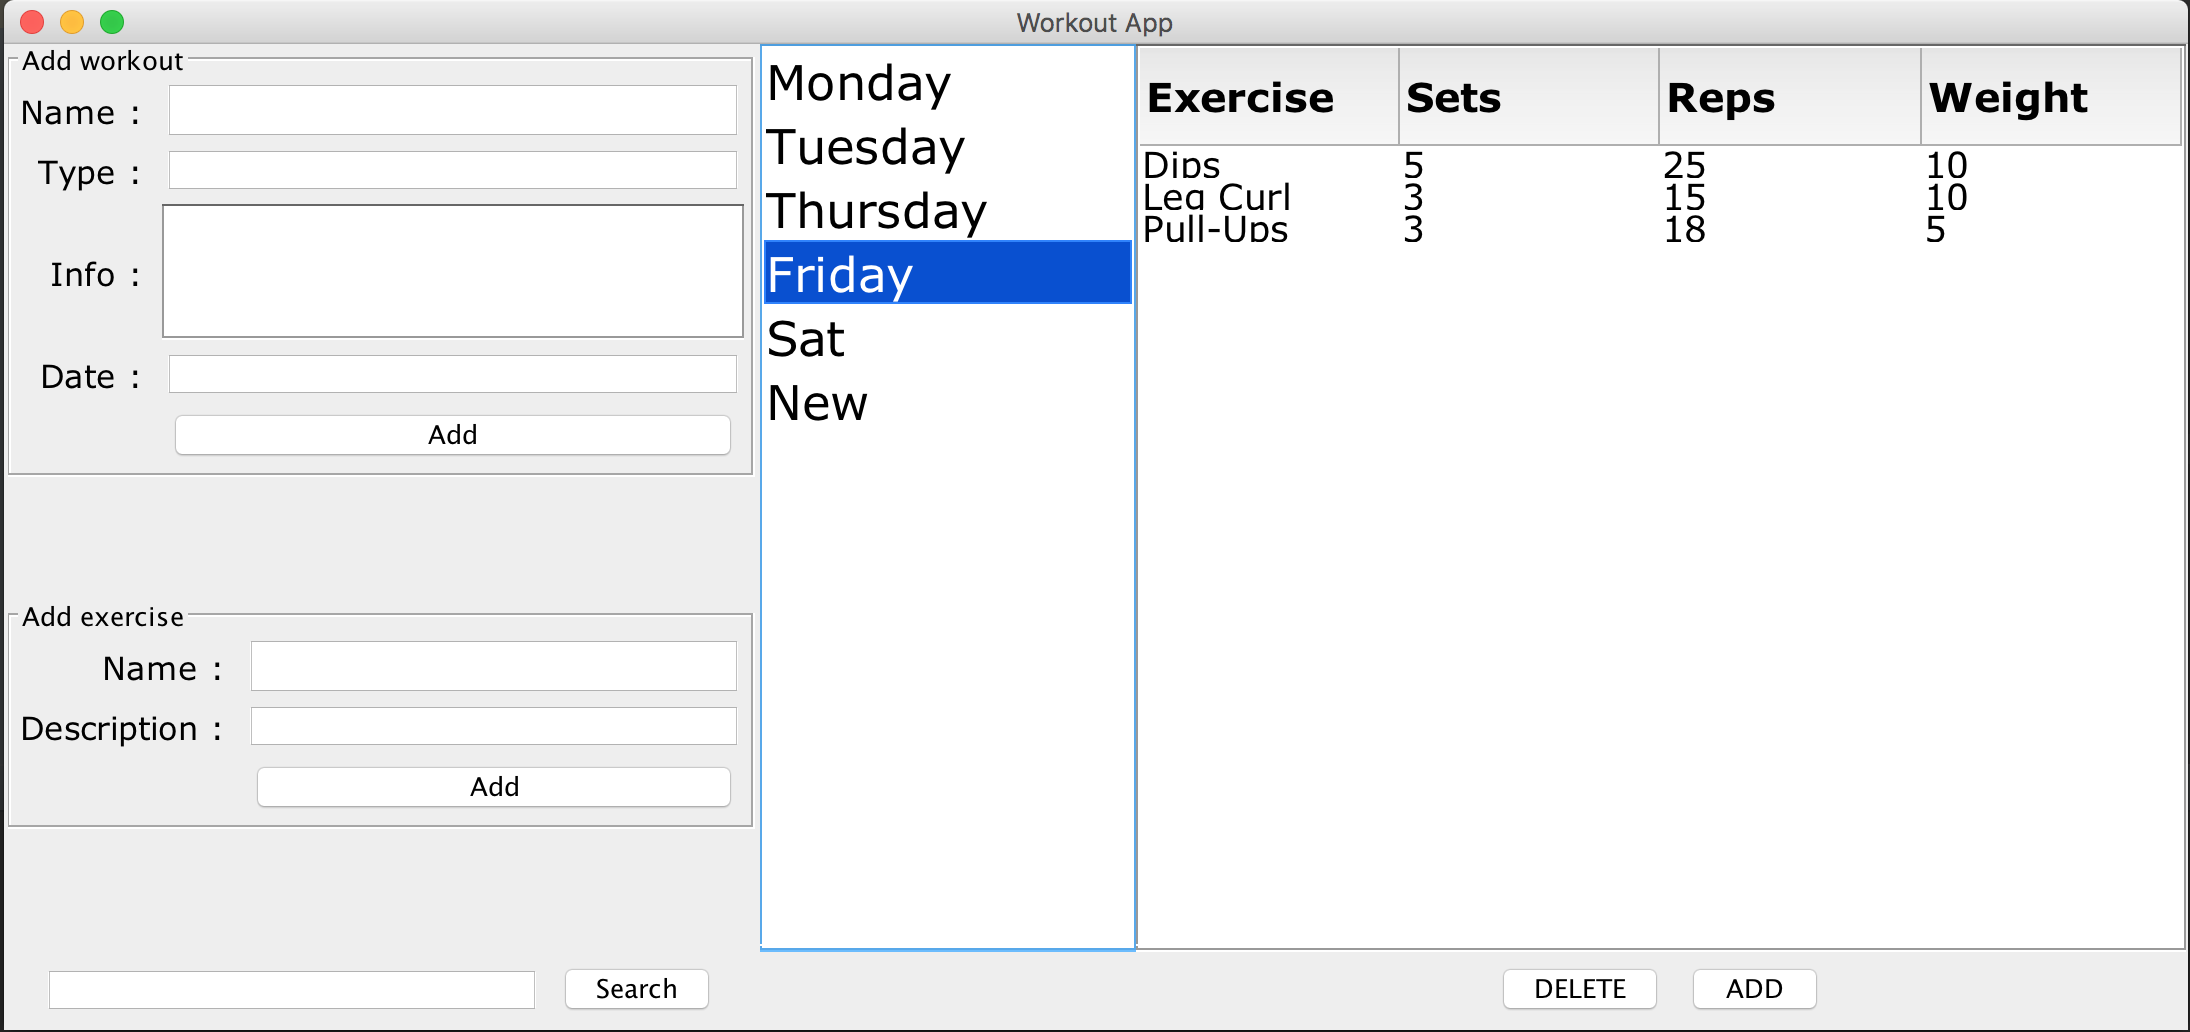 Workout App
Add workout
Name :
Type :
Info :
Date :
Add
Add exercise
Name :
Description :
Add
Search
Monday
Tuesday
Thursday
Friday
Sat
New
Exercise Sets Reps Weight
Dips 5 25 10
Leg Curl 3 15 10
Pull-Ups 3 18 5
DELETE ADD